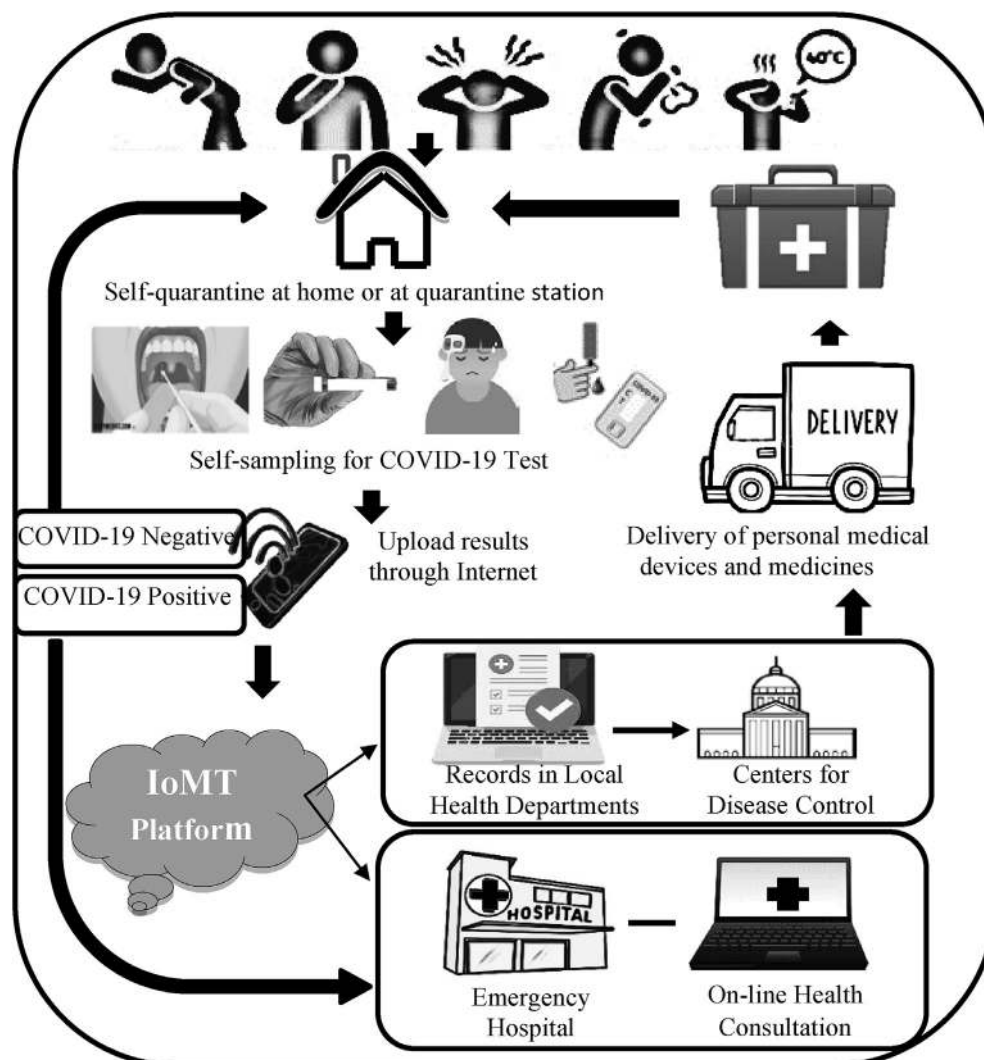 40°C
Self-quarantine at home or at quarantine station
COVID-19
C
T
Self-sampling for COVID-19 Test
DELIVERY
COVID-19 Negative
COVID-19 Positive
Upload results
through Internet
Delivery of personal medical
devices and medicines
IoMT
Platform
Records in Local
Health Departments
Centers for
Disease Control
HOSPITAL
Emergency
Hospital
On-line Health
Consultation